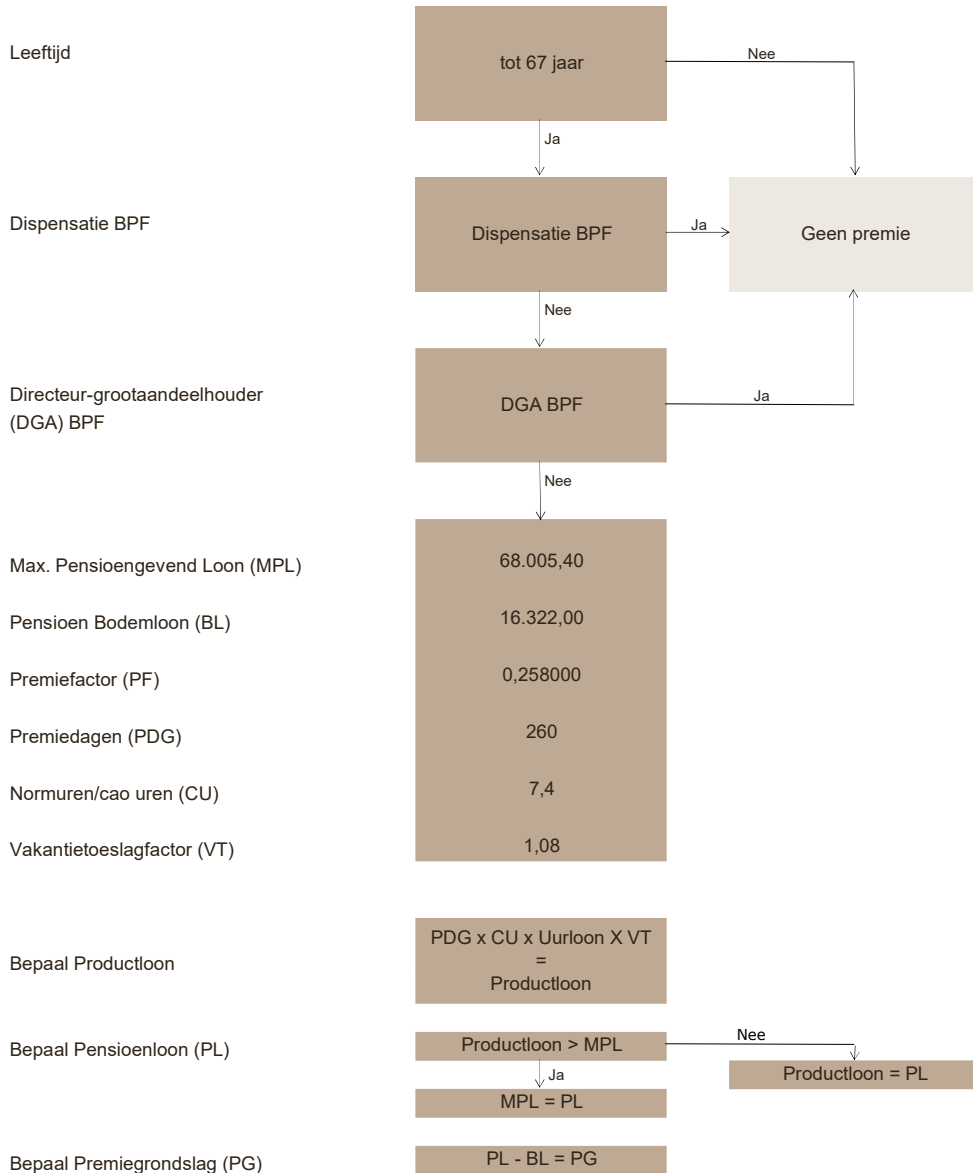 Leeftijd
tot 67 jaar
Nee
Ja
Dispensatie BPF
Dispensatie BPF
Ja
Geen premie
Nee
Directeur-grootaandeelhouder
(DGA) BPF
DGA BPF
Ja
Nee
Max. Pensioengevend Loon (MPL)
68.005,40
Pensioen Bodemloon (BL)
16.322,00
Premiefactor (PF)
0,258000
Premiedagen (PDG)
260
Normuren/cao uren (CU)
7,4
Vakantietoeslagfactor (VT)
1,08
Bepaal Productloon
PDG x CU x Uurloon X VT
=
Productloon
Bepaal Pensioenloon (PL)
Productloon > MPL
Nee
Productloon = PL
Ja
MPL = PL
Bepaal Premiegrondslag (PG)
PL - BL = PG